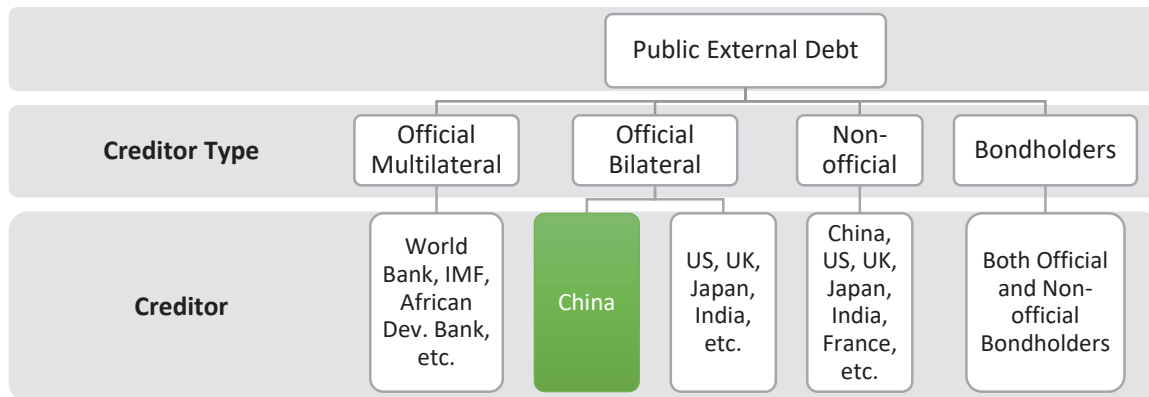 Public External Debt
Creditor Type
Official
Multilateral
Official
Bilateral
Non-
official
Bondholders
Creditor
World
Bank, IMF,
African
Dev. Bank,
etc.
China
US, UK,
Japan,
India,
etc.
China,
US, UK,
Japan,
India,
France,
etc.
Both Official
and Non-
official
Bondholders